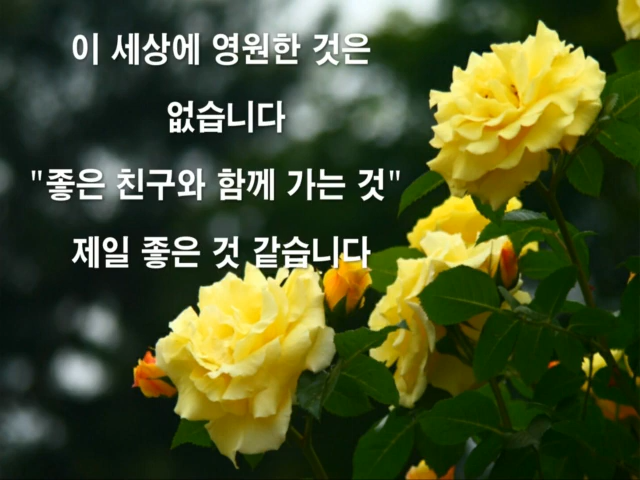 이 세상에 영원한 것은
없습니다
"좋은 친구와 함께 가는 것"
제일 좋은 것 같습니다